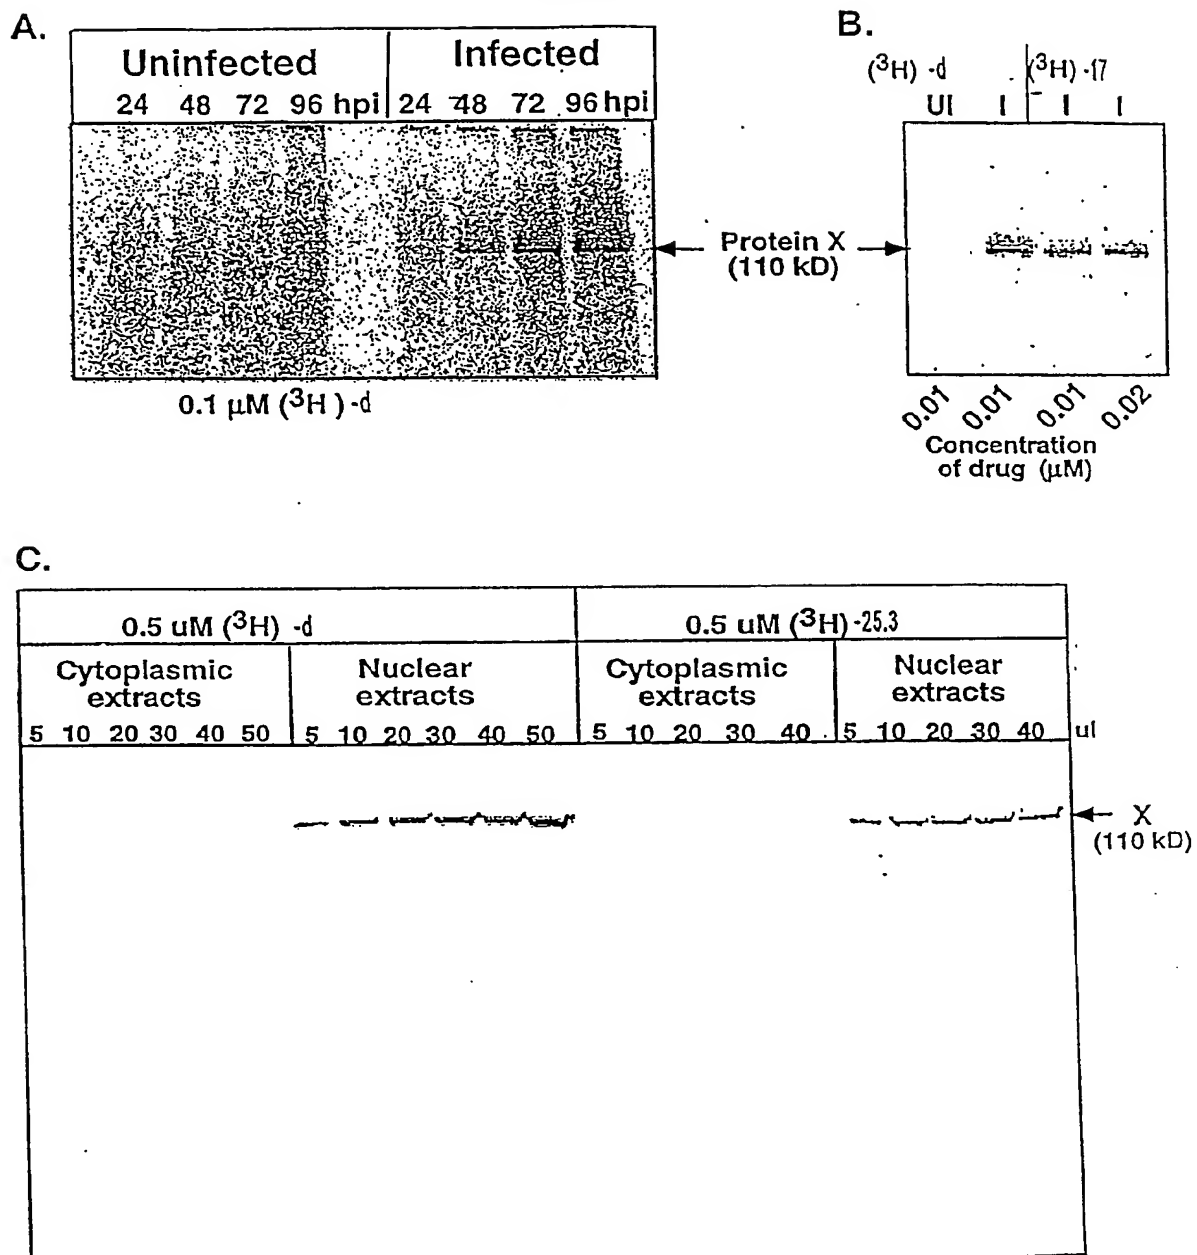 A.
Uninfected Infected
24 48 72 96 hpi 24 48 72 96 hpi
0.1 µM (³H) -d
Protein X
(110 kD)
B.
(³H) -d (³H) -17
UI I I I
0.01 0.01 0.01 0.02
Concentration
of drug (µM)
C.
0.5 uM (³H) -d 0.5 uM (³H) -25.3
Cytoplasmic extracts Nuclear extracts Cytoplasmic extracts Nuclear extracts
5 10 20 30 40 50 5 10 20 30 40 50 5 10 20 30 40 5 10 20 30 40 ul
X
(110 kD)